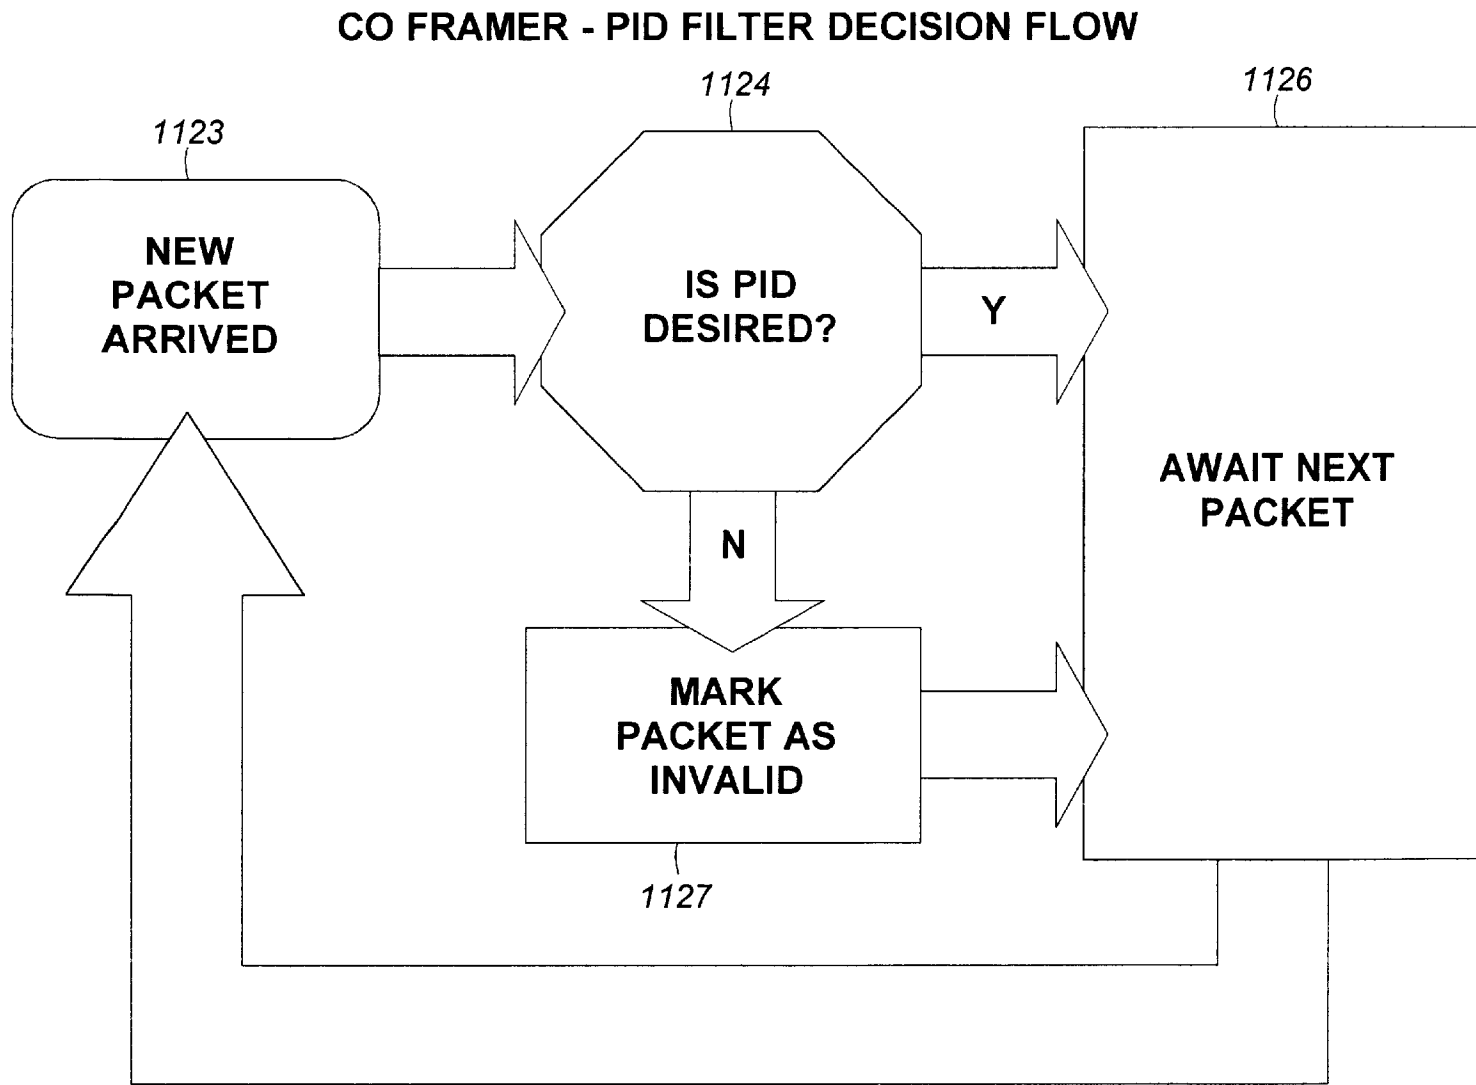 CO FRAMER - PID FILTER DECISION FLOW
1123
1124
1126
NEW
PACKET
ARRIVED
IS PID
DESIRED?
Y
N
AWAIT NEXT
PACKET
MARK
PACKET AS
INVALID
1127